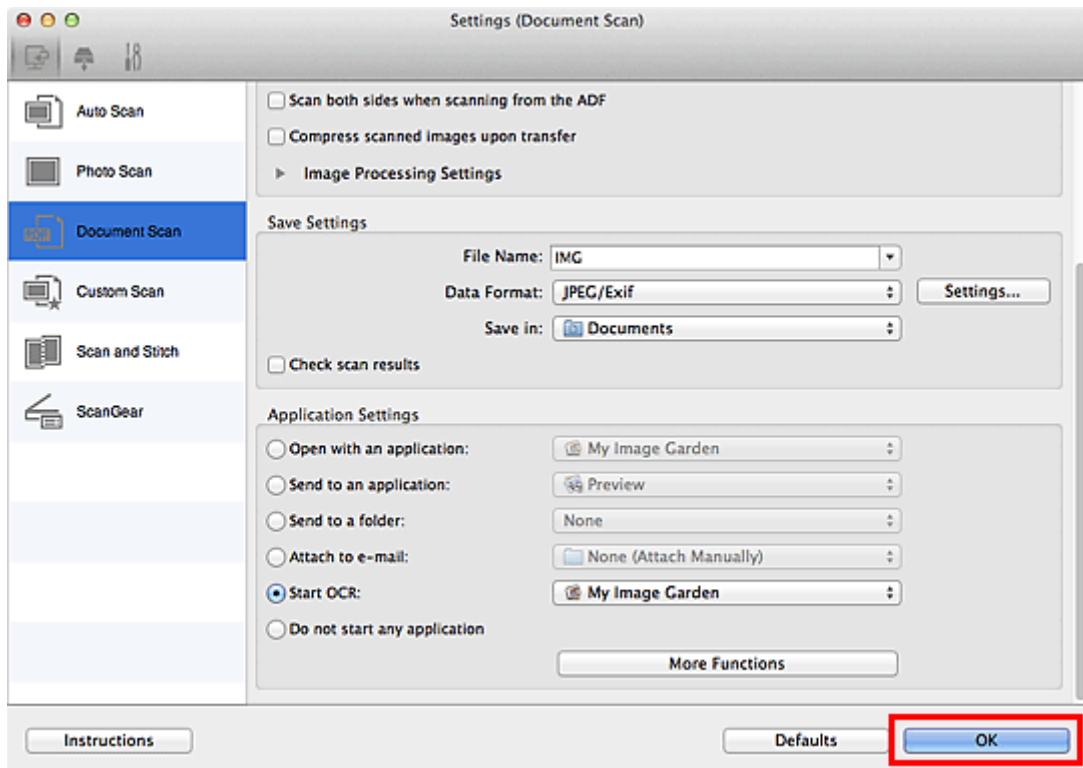 Settings (Document Scan)
Auto Scan
Photo Scan
Document Scan
Custom Scan
Scan and Stitch
ScanGear
Scan both sides when scanning from the ADF
Compress scanned images upon transfer
Image Processing Settings
Save Settings
File Name: IMG
Data Format: JPEG/Exif Settings...
Save in: Documents
Check scan results
Application Settings
Open with an application: My Image Garden
Send to an application: Preview
Send to a folder: None
Attach to e-mail: None (Attach Manually)
Start OCR: My Image Garden
Do not start any application
More Functions
Instructions Defaults OK